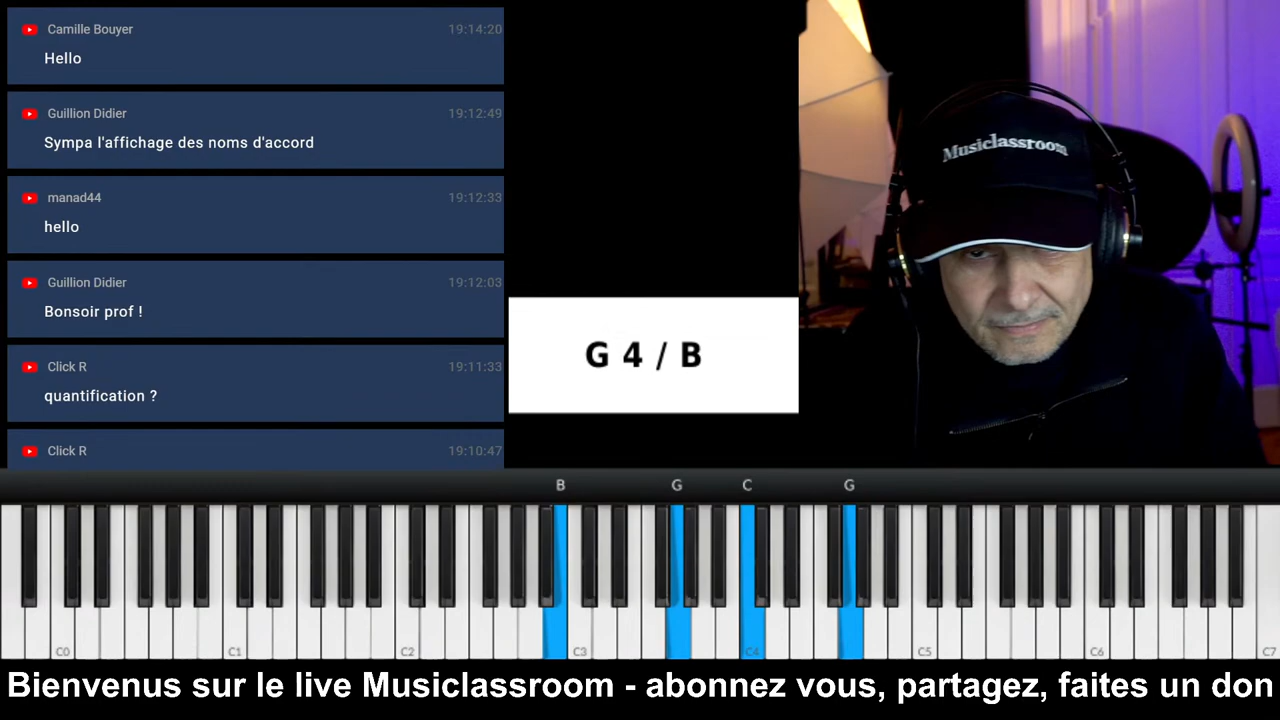 Camille Bouyer 19:14:20
Hello
Guillion Didier 19:12:49
Sympa l'affichage des noms d'accord
manad44 19:12:33
hello
Guillion Didier 19:12:03
Bonsoir prof !
Click R 19:11:33
quantification ?
Click R 19:10:47
Musiclassroom
G 4 / B
B G C G
C0 C1 C2 C3 C4 C5 C6 C7
Bienvenus sur le live Musiclassroom - abonnez vous, partagez, faites un don